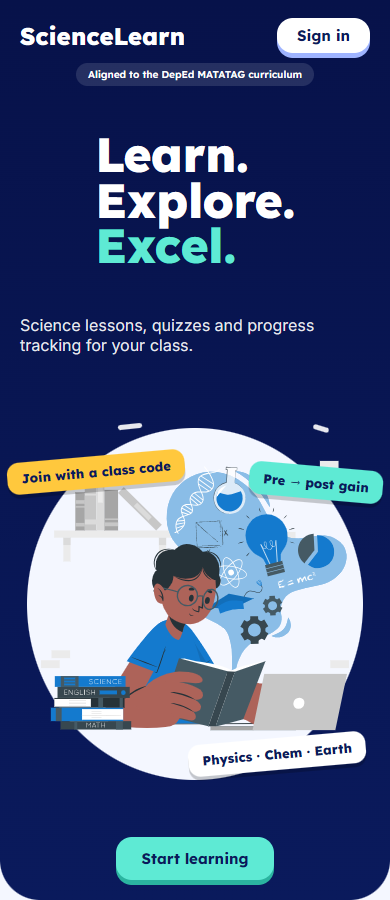 ScienceLearn
Sign in
Aligned to the DepEd MATATAG curriculum
Learn.
Explore.
Excel.
Science lessons, quizzes and progress
tracking for your class.
Join with a class code
Pre → post gain
X
E = mc²
SCIENCE
ENGLISH
MATH
Physics · Chem · Earth
Start learning